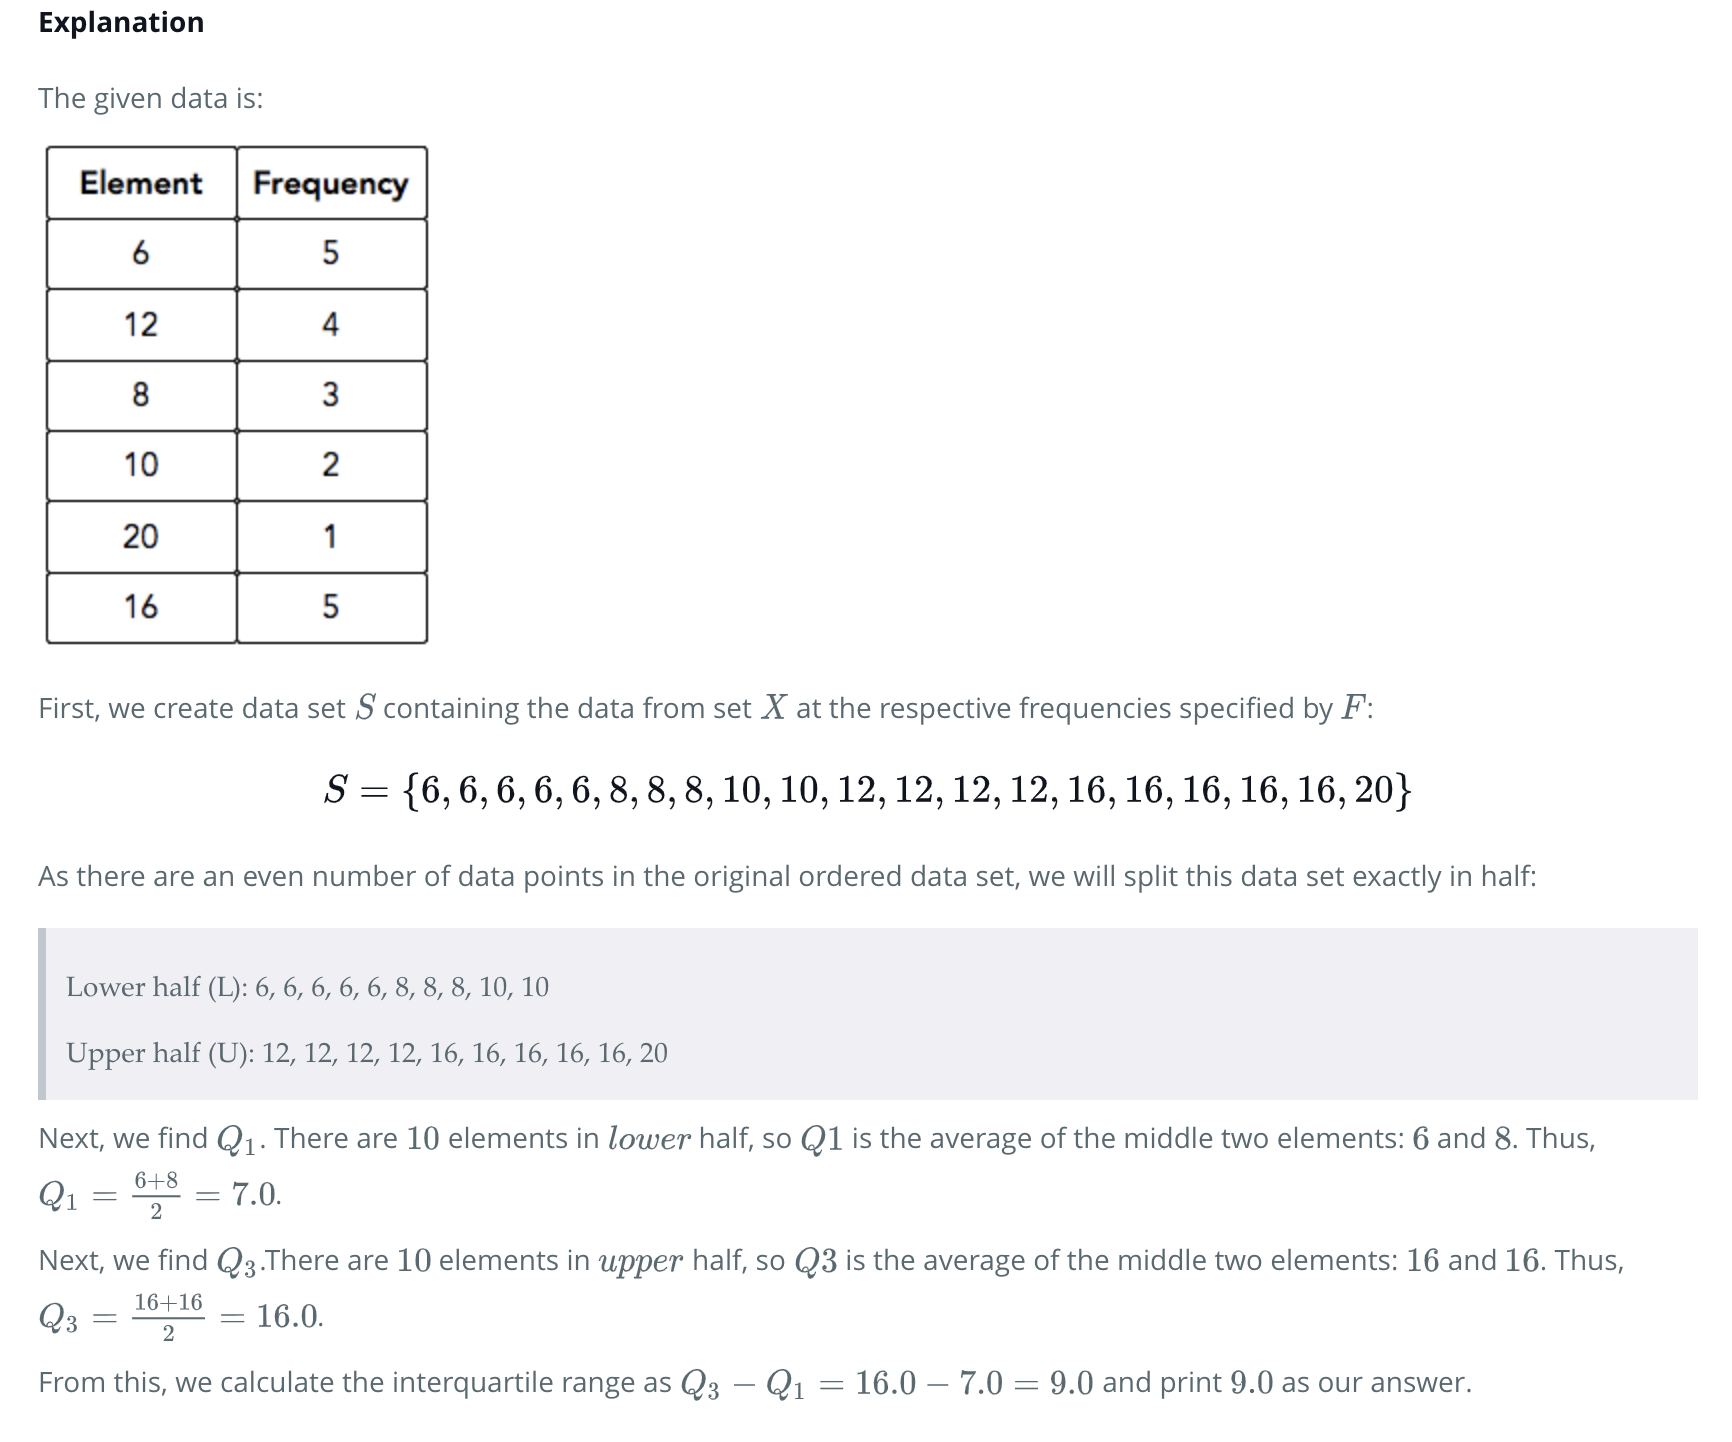 Explanation
The given data is:
Element Frequency
6 5
12 4
8 3
10 2
20 1
16 5
First, we create data set S containing the data from set X at the respective frequencies specified by F:
S = {6, 6, 6, 6, 6, 8, 8, 8, 10, 10, 12, 12, 12, 12, 16, 16, 16, 16, 16, 20}
As there are an even number of data points in the original ordered data set, we will split this data set exactly in half:
Lower half (L): 6, 6, 6, 6, 6, 8, 8, 8, 10, 10
Upper half (U): 12, 12, 12, 12, 16, 16, 16, 16, 16, 20
Next, we find Q₁. There are 10 elements in lower half, so Q1 is the average of the middle two elements: 6 and 8. Thus,
Q₁ = (6+8)/2 = 7.0.
Next, we find Q₃.There are 10 elements in upper half, so Q3 is the average of the middle two elements: 16 and 16. Thus,
Q₃ = (16+16)/2 = 16.0.
From this, we calculate the interquartile range as Q₃ − Q₁ = 16.0 − 7.0 = 9.0 and print 9.0 as our answer.